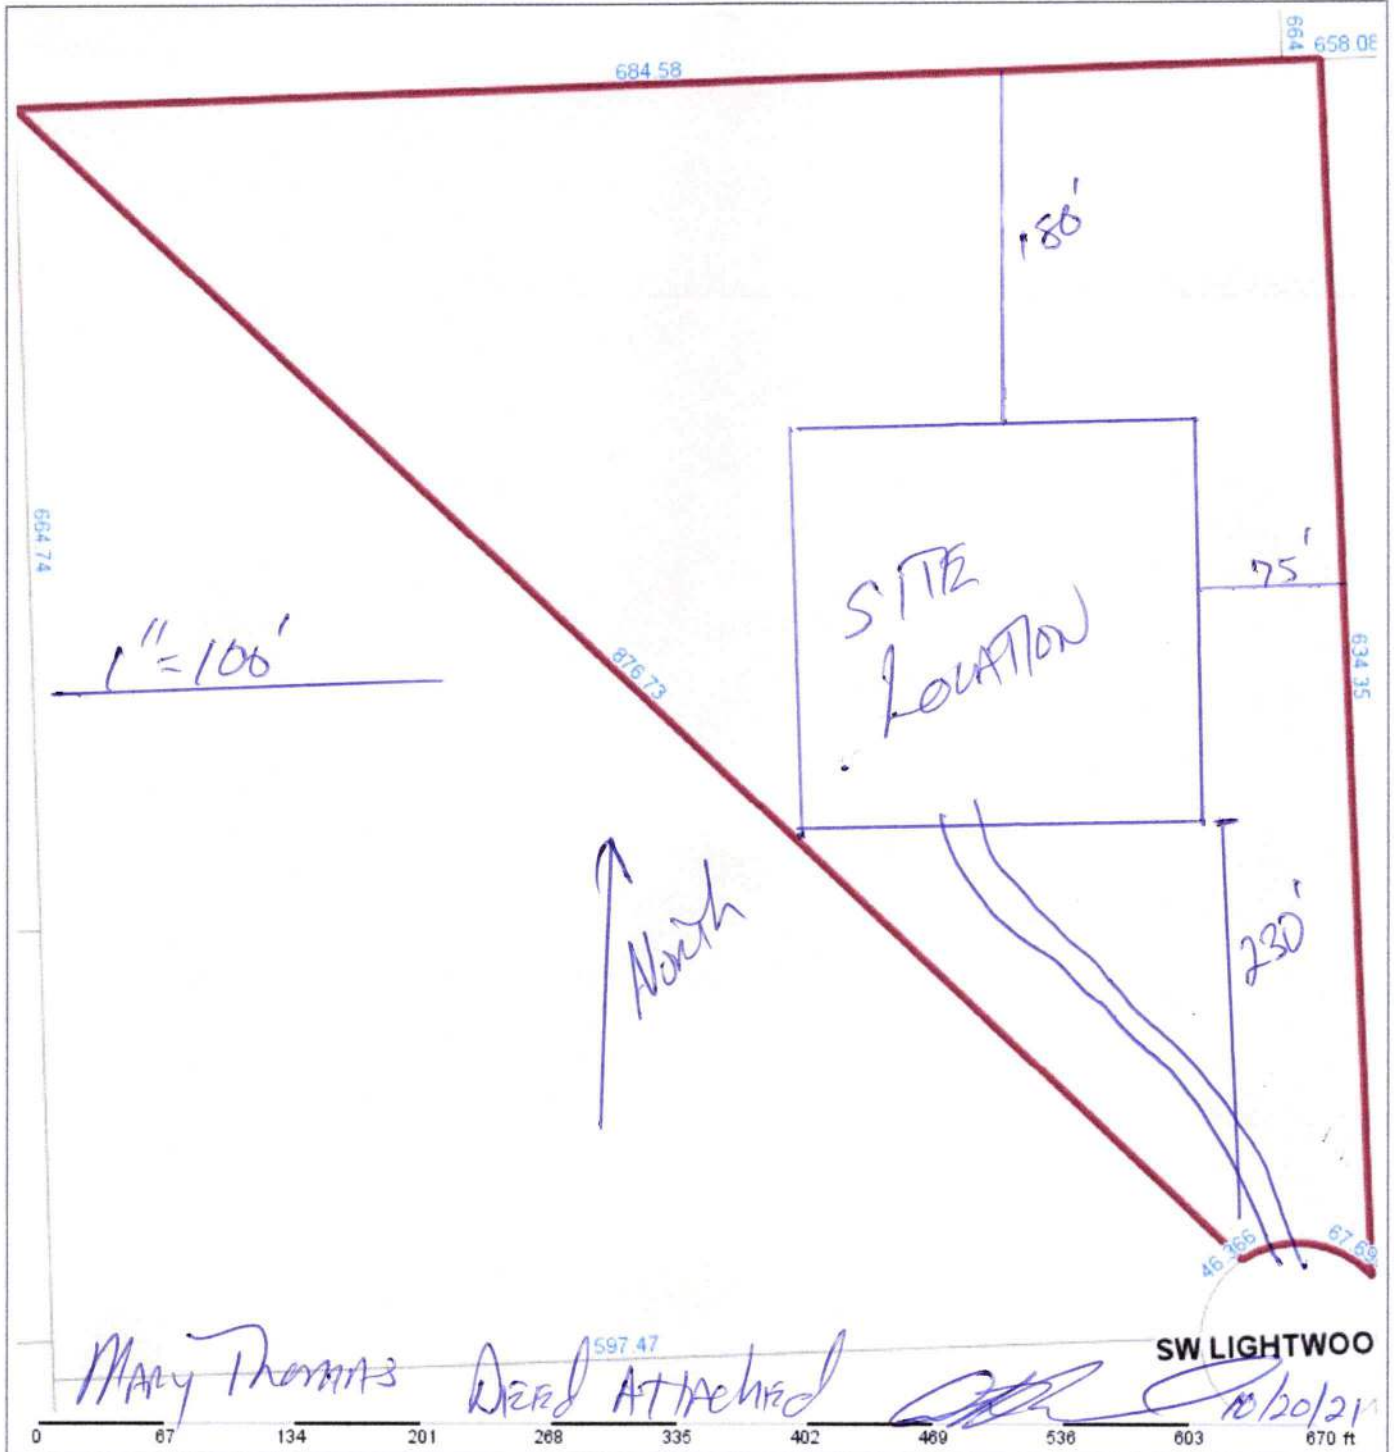 664 658.08
684.58
180'
664.74
1" = 100'
SITE
LOCATION
75'
876.73
634.35
North
230'
46.366
67.69
597.47
SW LIGHTWOO
Mary Thomas Deed Attached
10/20/21
0 67 134 201 268 335 402 469 536 603 670 ft